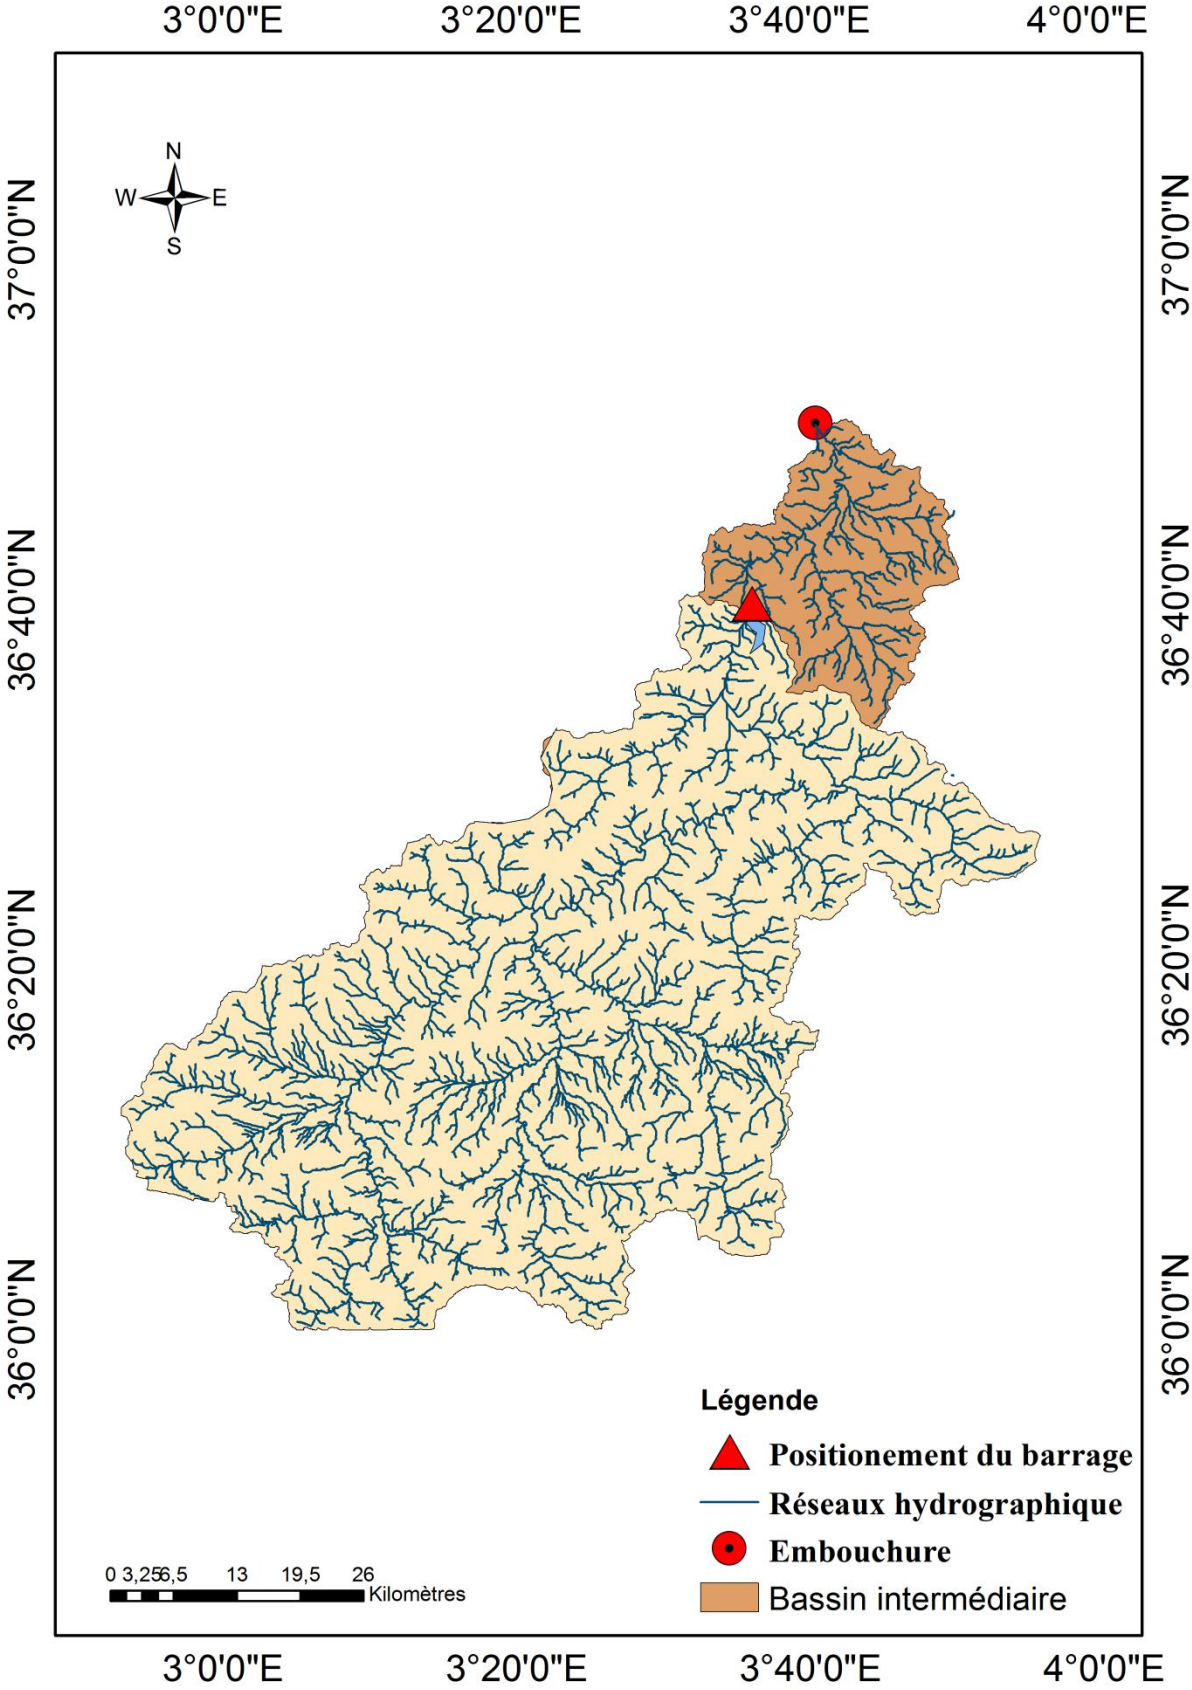 3°0'0"E 3°20'0"E 3°40'0"E 4°0'0"E
N
W E
S
37°0'0"N 37°0'0"N
36°40'0"N 36°40'0"N
36°20'0"N 36°20'0"N
36°0'0"N 36°0'0"N
Légende
Positionement du barrage
Réseaux hydrographique
Embouchure
Bassin intermédiaire
0 3,25 6,5 13 19,5 26
Kilomètres
3°0'0"E 3°20'0"E 3°40'0"E 4°0'0"E